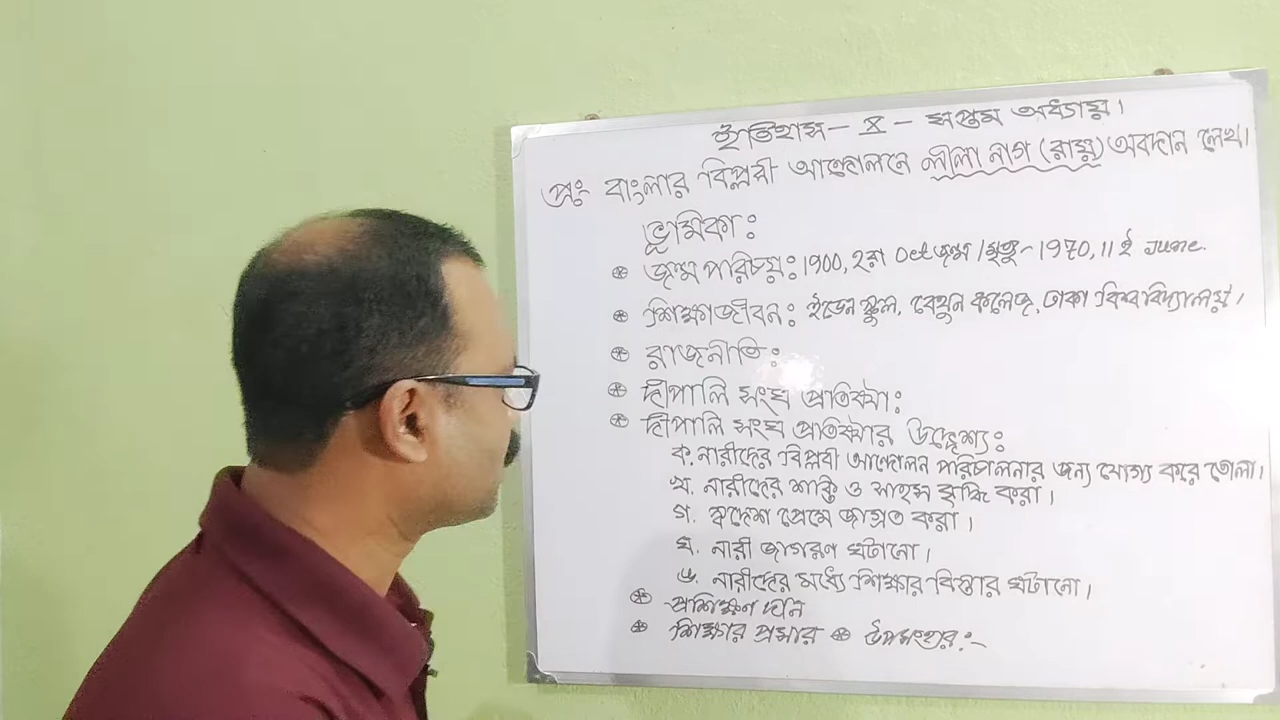 ইতিহাস - X - সপ্তম অধ্যায়।
প্রঃ বাংলার বিপ্লবী আন্দোলনে লীলা নাগ (রায়) অবদান লেখ।
ভূমিকা:
জন্ম পরিচয়: 1900, 2রা Oct জন্ম / মৃত্যু - 1970, 11 ই June.
শিক্ষাজীবন: ইডেন স্কুল, বেথুন কলেজ, ঢাকা বিশ্ববিদ্যালয়।
রাজনীতি:
দীপালি সংঘ প্রতিষ্ঠা:
দীপালি সংঘ প্রতিষ্ঠার উদ্দেশ্য:
ক. নারীদের বিপ্লবী আন্দোলন পরিচালনার জন্য যোগ্য করে তোলা।
খ. নারীদের শক্তি ও সাহস বৃদ্ধি করা।
গ. স্বদেশ প্রেমে জাগ্রত করা।
ঘ. নারী জাগরণ ঘটানো।
ঙ. নারীদের মধ্যে শিক্ষার বিস্তার ঘটানো।
প্রশিক্ষণ দান
শিক্ষার প্রসার উপসংহার:-